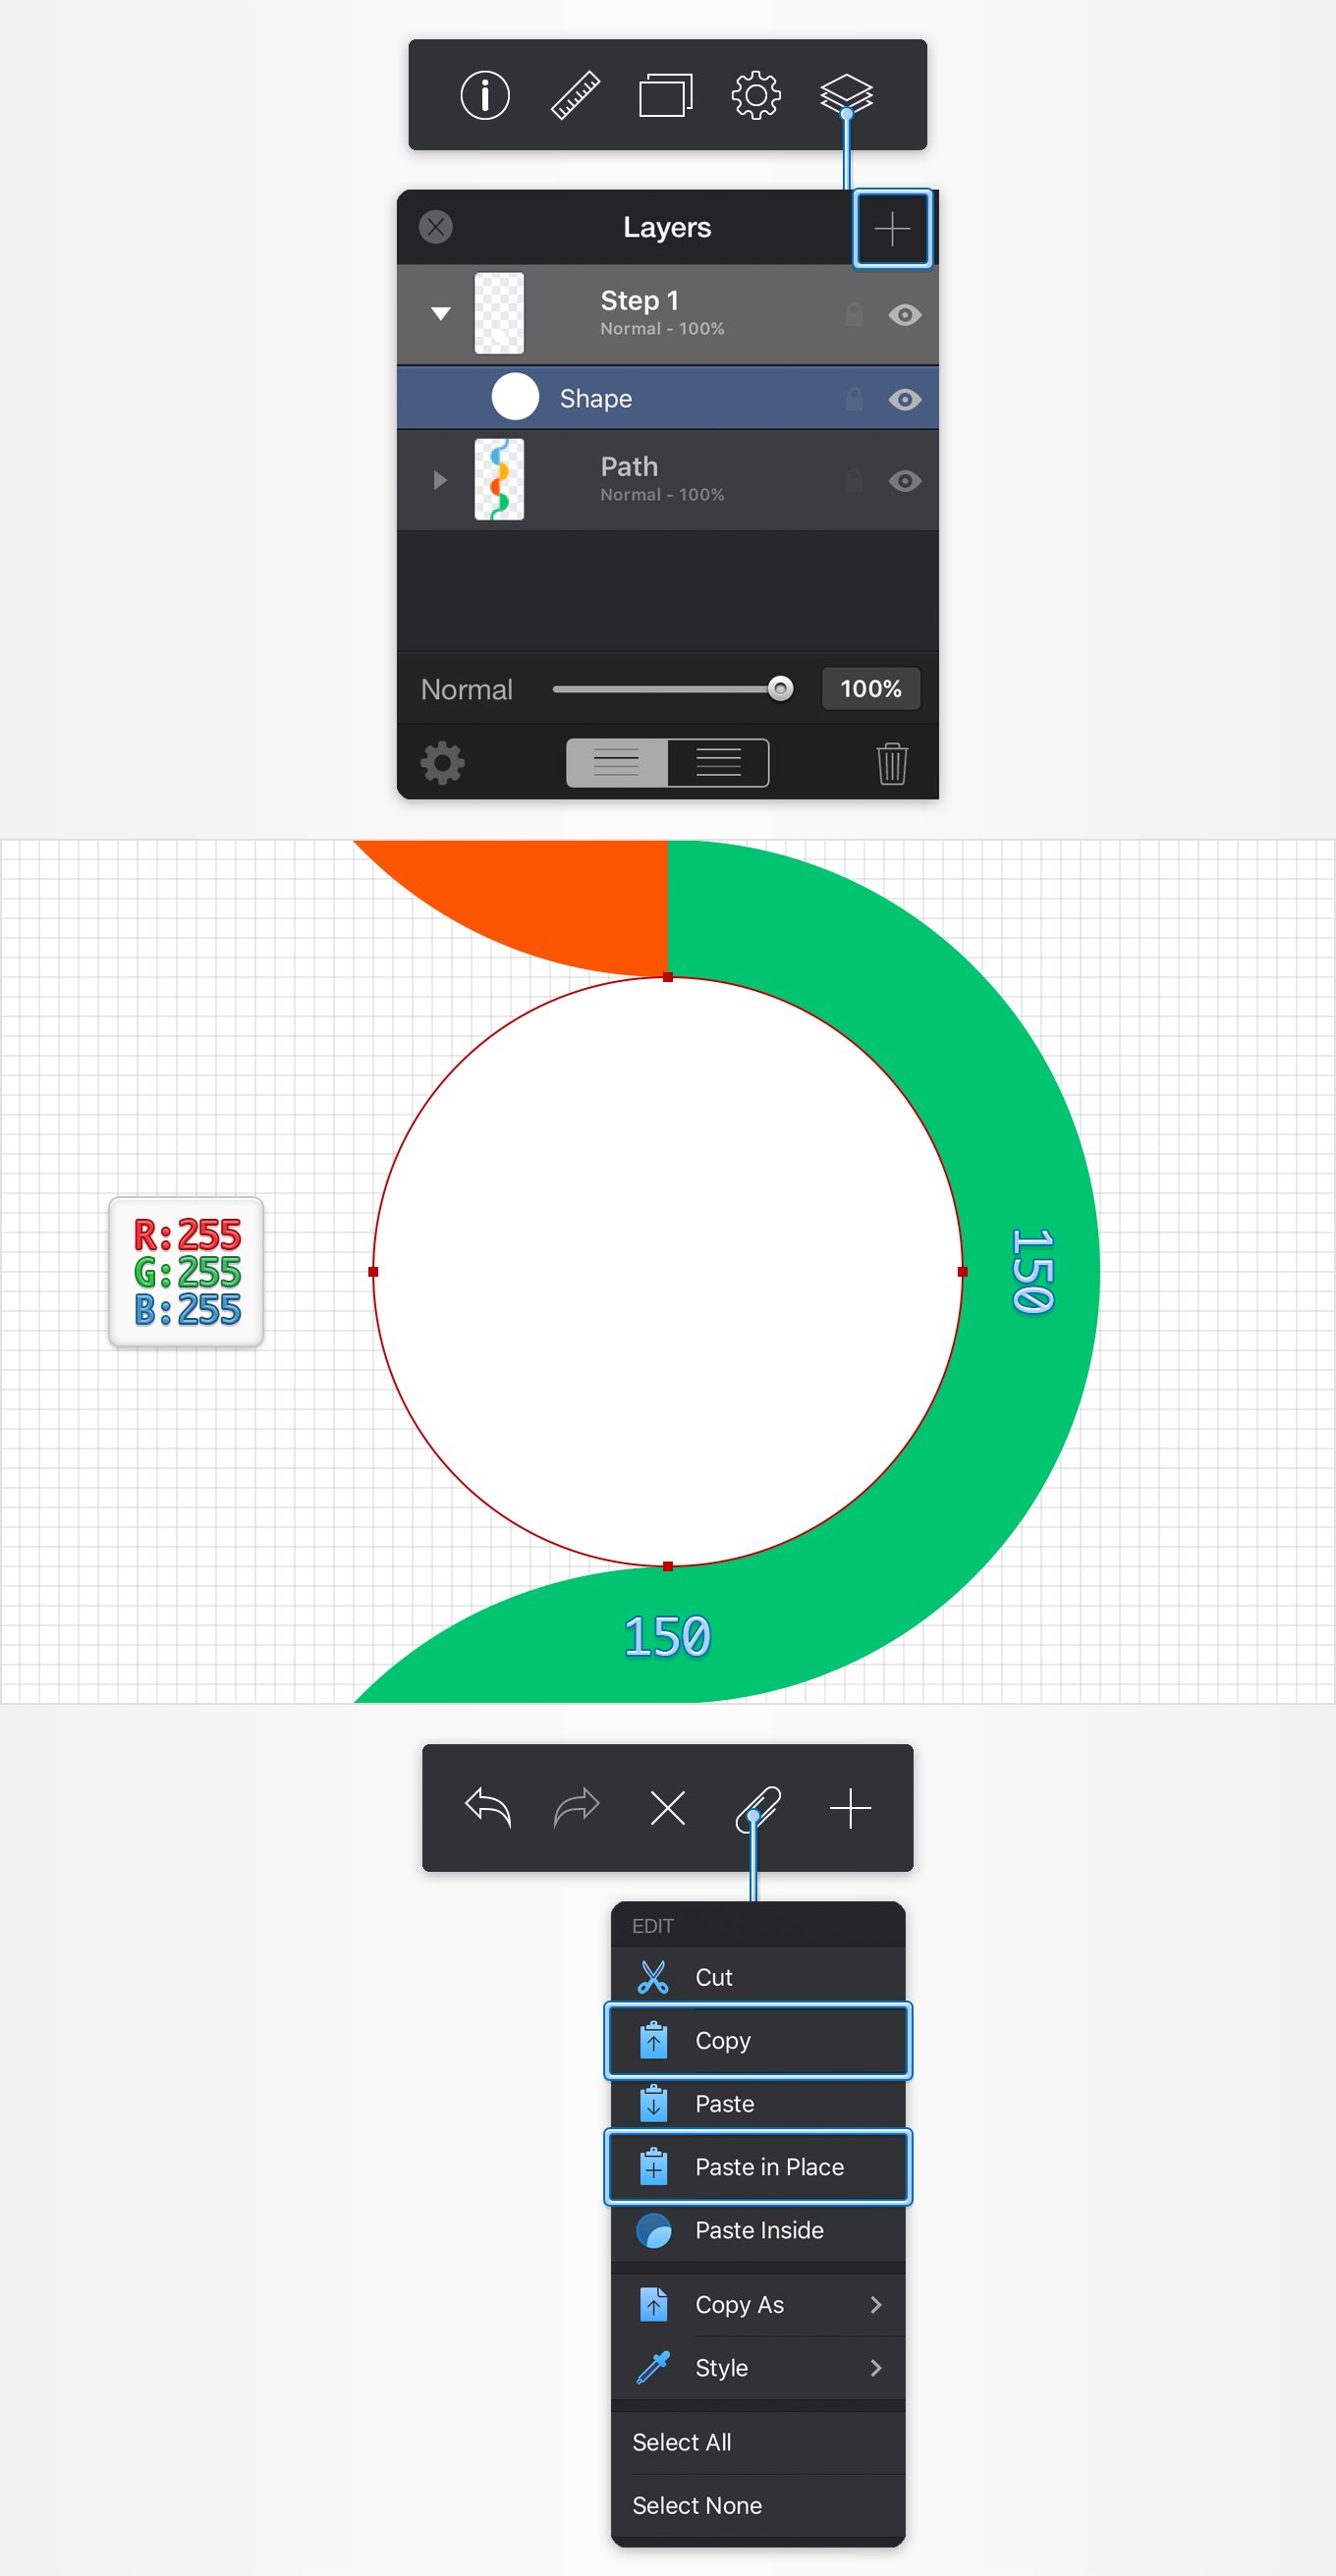 Layers
Step 1
Normal - 100%
Shape
Path
Normal - 100%
Normal
100%
R:255
G:255
B:255
150
150
EDIT
Cut
Copy
Paste
Paste in Place
Paste Inside
Copy As
Style
Select All
Select None